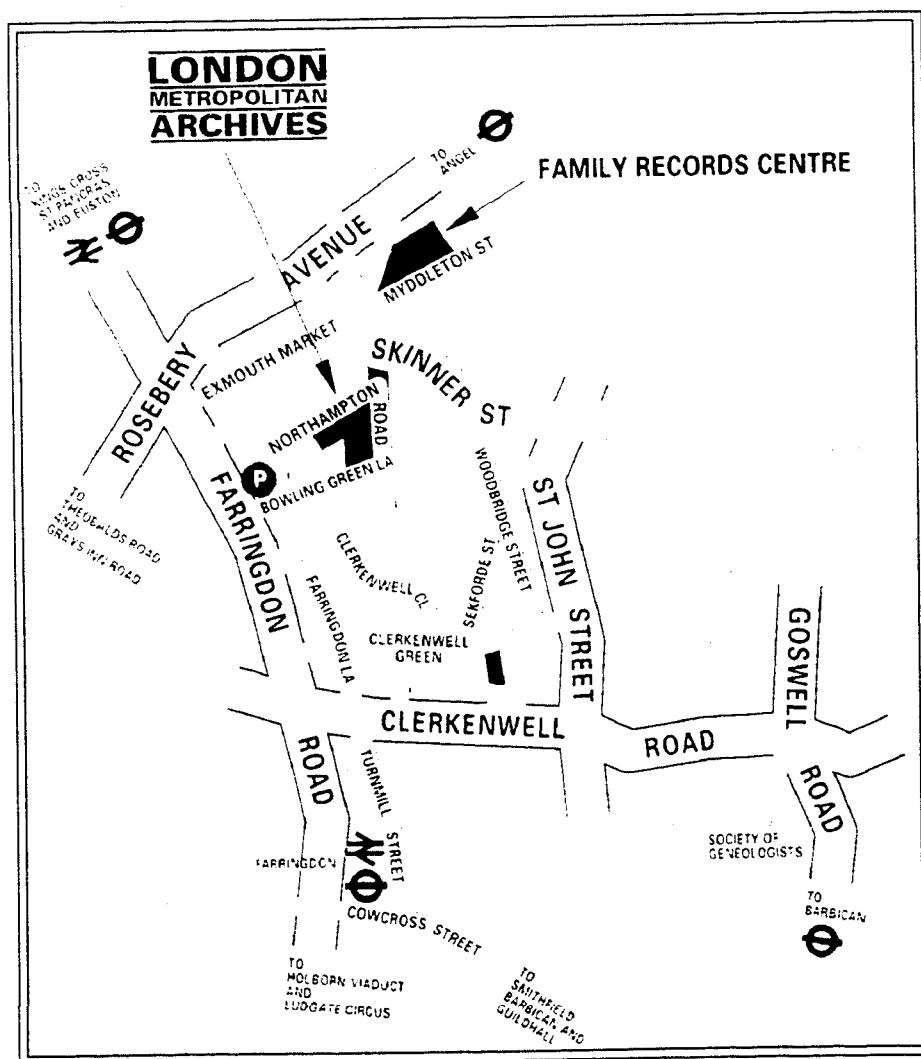 LONDON
METROPOLITAN
ARCHIVES
TO
ANGEL
FAMILY RECORDS CENTRE
TO
KINGS CROSS
ST PANCRAS
AND EUSTON
AVENUE
MYDDLETON ST
ROSEBERY
EXMOUTH MARKET
SKINNER ST
NORTHAMPTON
ROAD
P
BOWLING GREEN LA
TO
THEOBALDS ROAD
AND
GRAYS INN ROAD
FARRINGDON
WOODBRIDGE STREET
ST JOHN
STREET
CLERKENWELL CL
SEKFORDE ST
FARRINGDON LA
CLERKENWELL
GREEN
GOSWELL
CLERKENWELL
ROAD
ROAD
TURNMILL
STREET
ROAD
SOCIETY OF
GENEOLOGISTS
FARRINGDON
COWCROSS STREET
TO
BARBICAN
TO
HOLBORN VIADUCT
AND
LUDGATE CIRCUS
TO
SMITHFIELD
BARBICAN AND
GUILDHALL